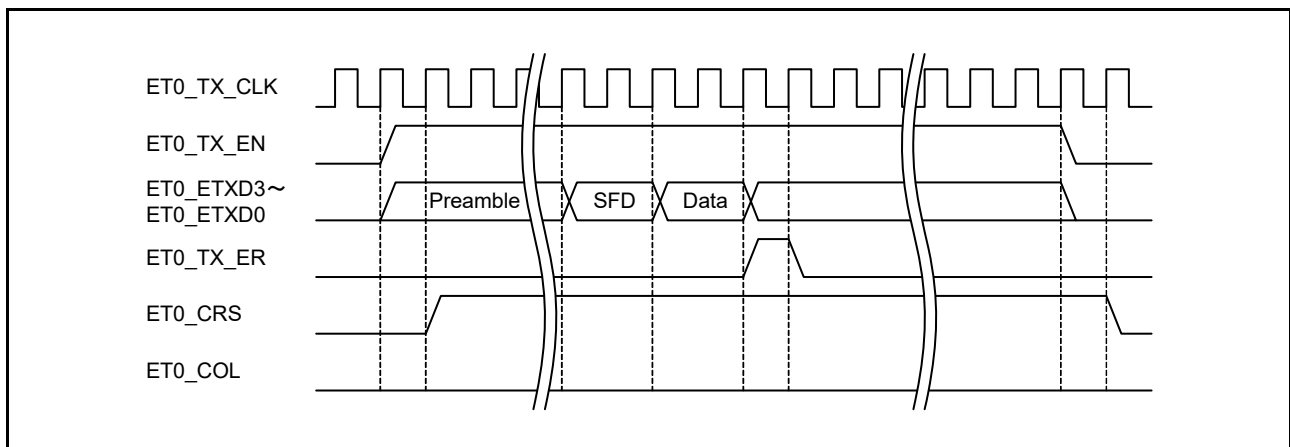 ET0_TX_CLK
ET0_TX_EN
ET0_ETXD3～
ET0_ETXD0
Preamble SFD Data
ET0_TX_ER
ET0_CRS
ET0_COL